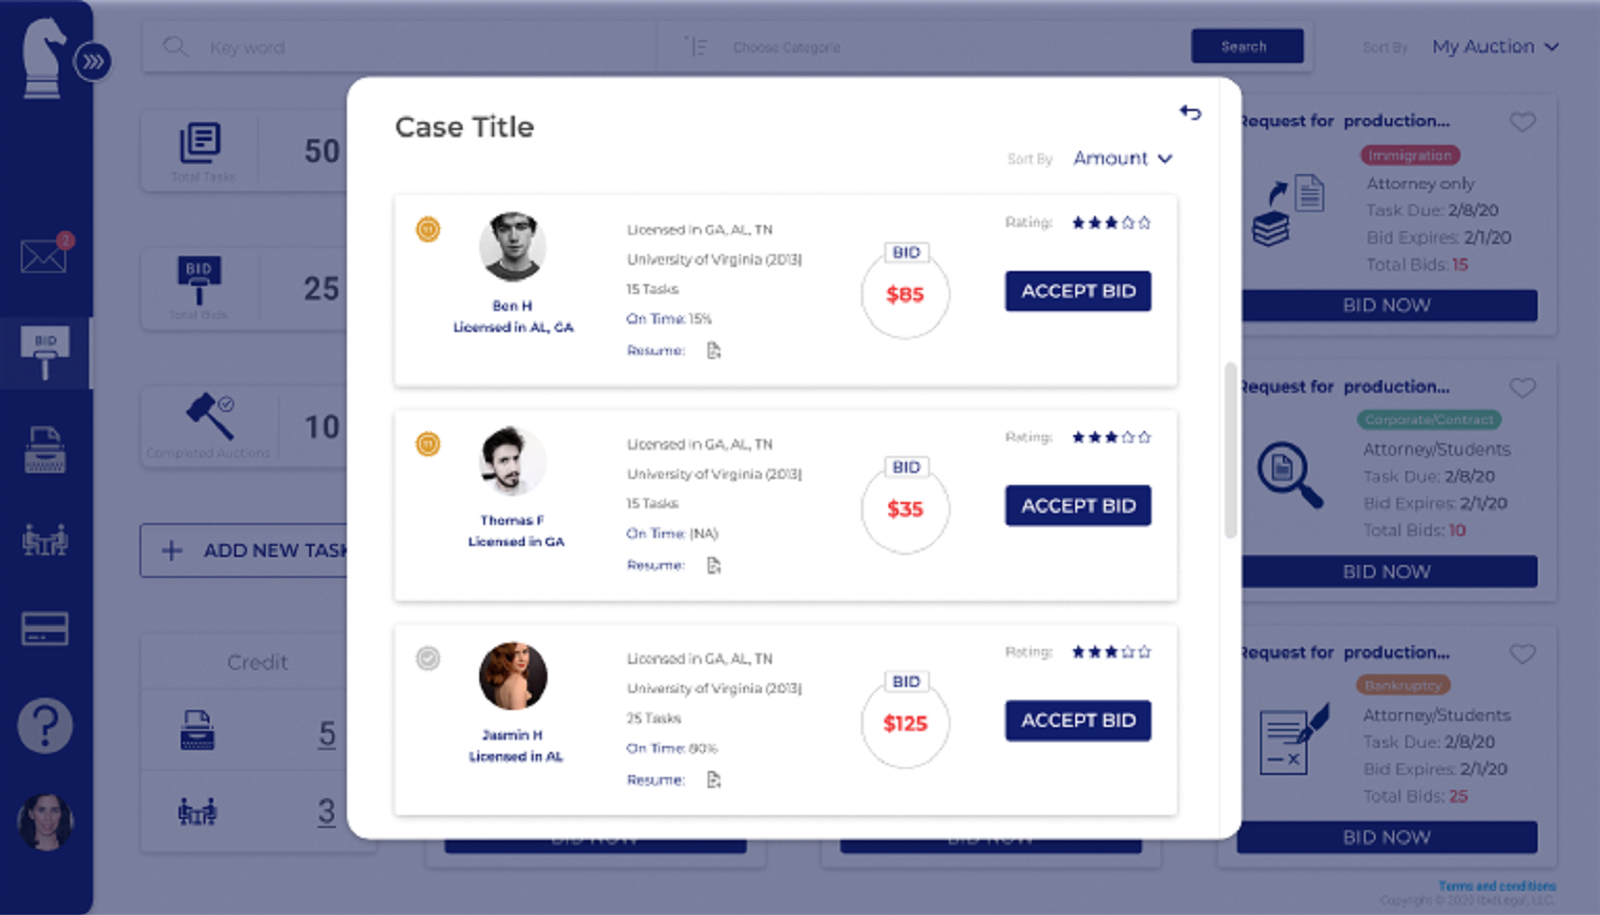 Key word
Choose Categorie
Search
Sort By
My Auction
2
50
Total Tasks
BID
25
Total Bids
BID
10
Completed Auctions
+ ADD NEW TASK
Credit
5
3
Case Title
Sort By Amount
Ben H
Licensed in AL, GA
Licensed in GA, AL, TN
University of Virginia (2013)
15 Tasks
On Time: 15%
Resume:
BID
$85
Rating:
ACCEPT BID
Thomas F
Licensed in GA
Licensed in GA, AL, TN
University of Virginia (2013)
15 Tasks
On Time: (NA)
Resume:
BID
$35
Rating:
ACCEPT BID
Jasmin H
Licensed in AL
Licensed in GA, AL, TN
University of Virginia (2013)
25 Tasks
On Time: 80%
Resume:
BID
$125
Rating:
ACCEPT BID
Request for production...
Immigration
Attorney only
Task Due: 2/8/20
Bid Expires: 2/1/20
Total Bids: 15
BID NOW
Request for production...
Corporate/Contract
Attorney/Students
Task Due: 2/8/20
Bid Expires: 2/1/20
Total Bids: 10
BID NOW
Request for production...
Bankruptcy
Attorney/Students
Task Due: 2/8/20
Bid Expires: 2/1/20
Total Bids: 25
BID NOW
BID NOW
BID NOW
Terms and conditions
Copyright © 2020 IbidLegal, LLC.